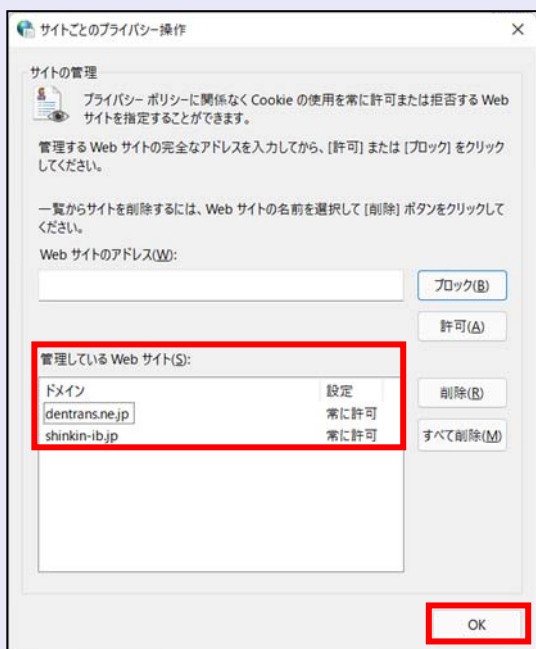 サイトごとのプライバシー操作
サイトの管理
プライバシー ポリシーに関係なく Cookie の使用を常に許可または拒否する Web
サイトを指定することができます。
管理する Web サイトの完全なアドレスを入力してから、[許可] または [ブロック] をクリック
してください。
一覧からサイトを削除するには、Web サイトの名前を選択して [削除] ボタンをクリックして
ください。
Web サイトのアドレス(W):
ブロック(B)
許可(A)
管理している Web サイト(S):
ドメイン 設定
削除(R)
dentrans.ne.jp 常に許可
shinkin-ib.jp 常に許可
すべて削除(M)
OK